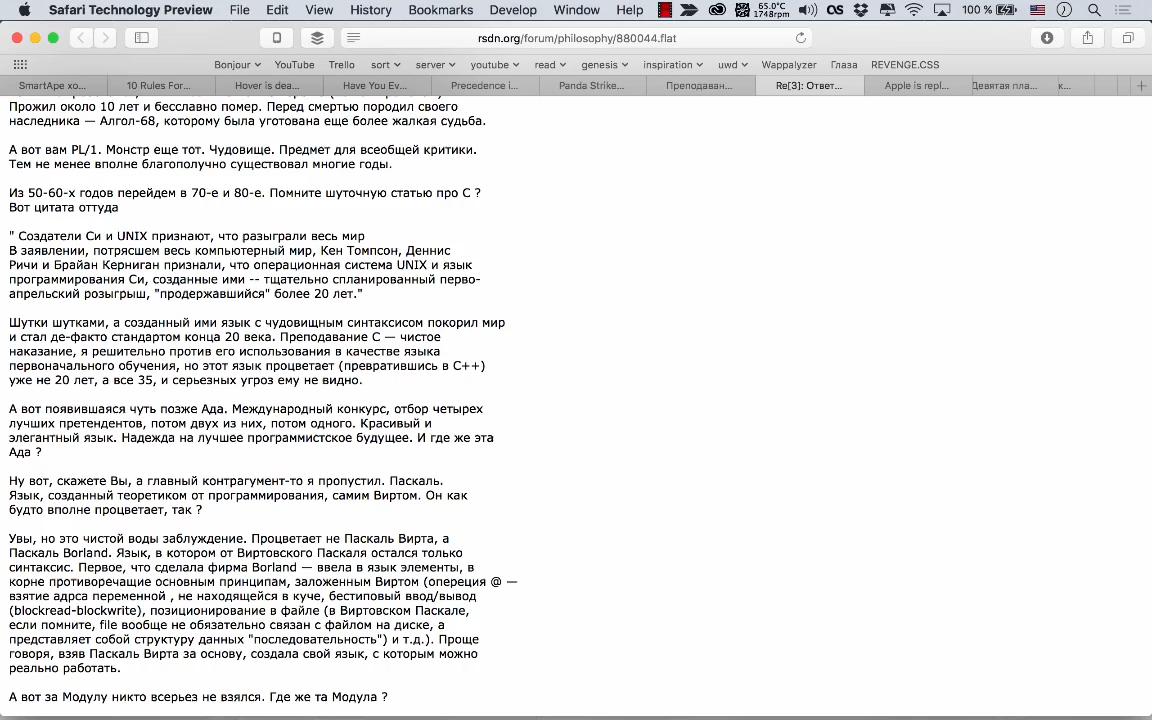 Safari Technology Preview File Edit View History Bookmarks Develop Window Help 65.0°C 1748rpm 100 %
rsdn.org/forum/philosophy/880044.flat
Bonjour YouTube Trello sort server youtube read genesis inspiration uwd Wappalyzer Глаза REVENGE.CSS
SmartApe хо... 10 Rules For... Hover is dea... Have You Ev... Precedence i... Panda Strike... Преподаван... Re[3]: Ответ... Apple is repl... Девятая пла... к...
Прожил около 10 лет и бесславно помер. Перед смертью породил своего
наследника — Алгол-68, которому была уготована еще более жалкая судьба.
А вот вам PL/1. Монстр еще тот. Чудовище. Предмет для всеобщей критики.
Тем не менее вполне благополучно существовал многие годы.
Из 50-60-х годов перейдем в 70-е и 80-е. Помните шуточную статью про С ?
Вот цитата оттуда
" Создатели Си и UNIX признают, что разыграли весь мир
В заявлении, потрясшем весь компьютерный мир, Кен Томпсон, Деннис
Ричи и Брайан Керниган признали, что операционная система UNIX и язык
программирования Си, созданные ими -- тщательно спланированный перво-
апрельский розыгрыш, "продержавшийся" более 20 лет."
Шутки шутками, а созданный ими язык с чудовищным синтаксисом покорил мир
и стал де-факто стандартом конца 20 века. Преподавание С — чистое
наказание, я решительно против его использования в качестве языка
первоначального обучения, но этот язык процветает (превратившись в С++)
уже не 20 лет, а все 35, и серьезных угроз ему не видно.
А вот появившаяся чуть позже Ада. Международный конкурс, отбор четырех
лучших претендентов, потом двух из них, потом одного. Красивый и
элегантный язык. Надежда на лучшее программистское будущее. И где же эта
Ада ?
Ну вот, скажете Вы, а главный контрагумент-то я пропустил. Паскаль.
Язык, созданный теоретиком от программирования, самим Виртом. Он как
будто вполне процветает, так ?
Увы, но это чистой воды заблуждение. Процветает не Паскаль Вирта, а
Паскаль Borland. Язык, в котором от Виртовского Паскаля остался только
синтаксис. Первое, что сделала фирма Borland — ввела в язык элементы, в
корне противоречащие основным принципам, заложенным Виртом (опереция @ —
взятие адрса переменной , не находящейся в куче, бестиповый ввод/вывод
(blockread-blockwrite), позиционирование в файле (в Виртовском Паскале,
если помните, file вообще не обязательно связан с файлом на диске, а
представляет собой структуру данных "последовательность") и т.д.). Проще
говоря, взяв Паскаль Вирта за основу, создала свой язык, с которым можно
реально работать.
А вот за Модулу никто всерьез не взялся. Где же та Модула ?